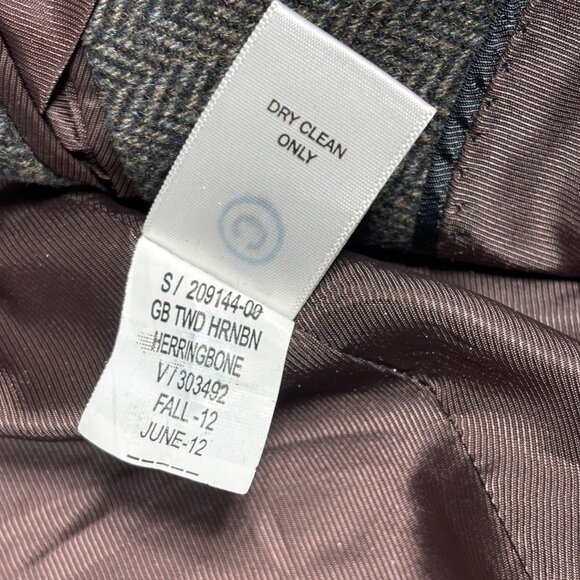 DRY CLEAN
ONLY
©
S/ 209144-00
GB TWD HRNBN
HERRINGBONE
V/303492
FALL -12
JUNE-12